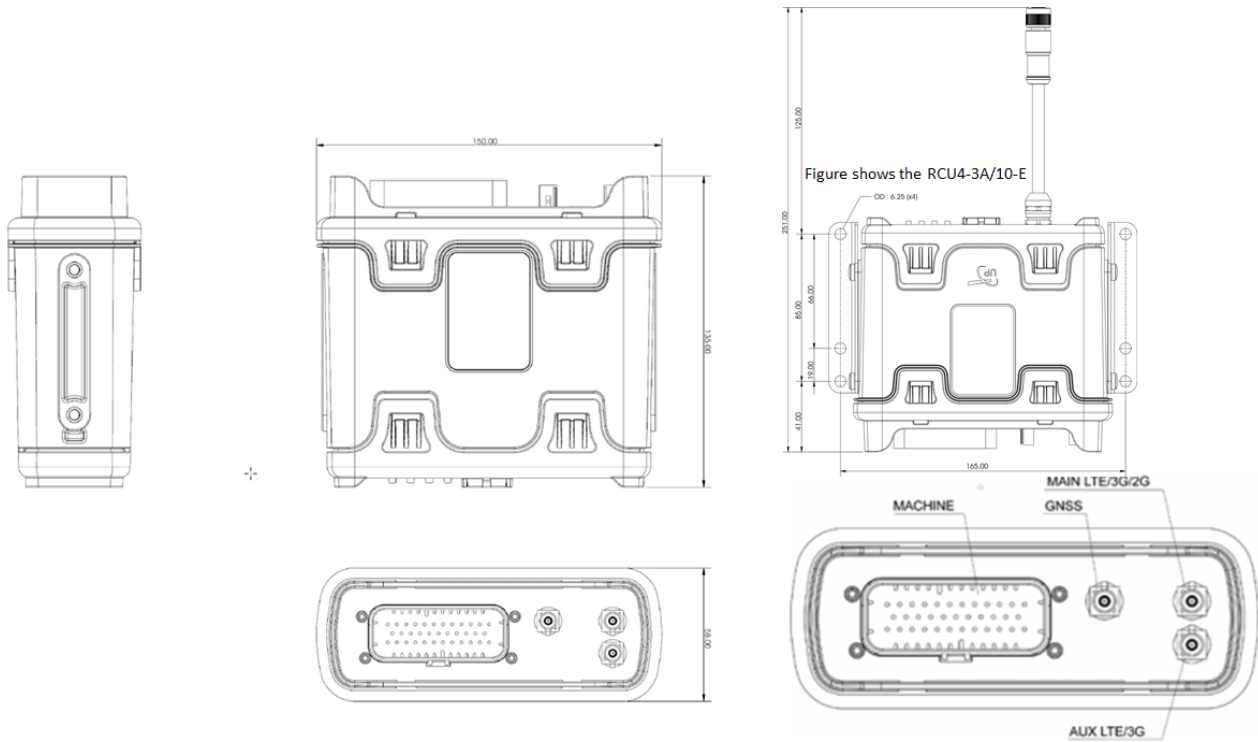 150.00
135.00
58.00
Figure shows the RCU4-3A/10-E
OD : 6.25 (x4)
125.00
251.00
66.00
85.00
19.00
41.00
165.00
MAIN LTE/3G/2G
MACHINE
GNSS
AUX LTE/3G